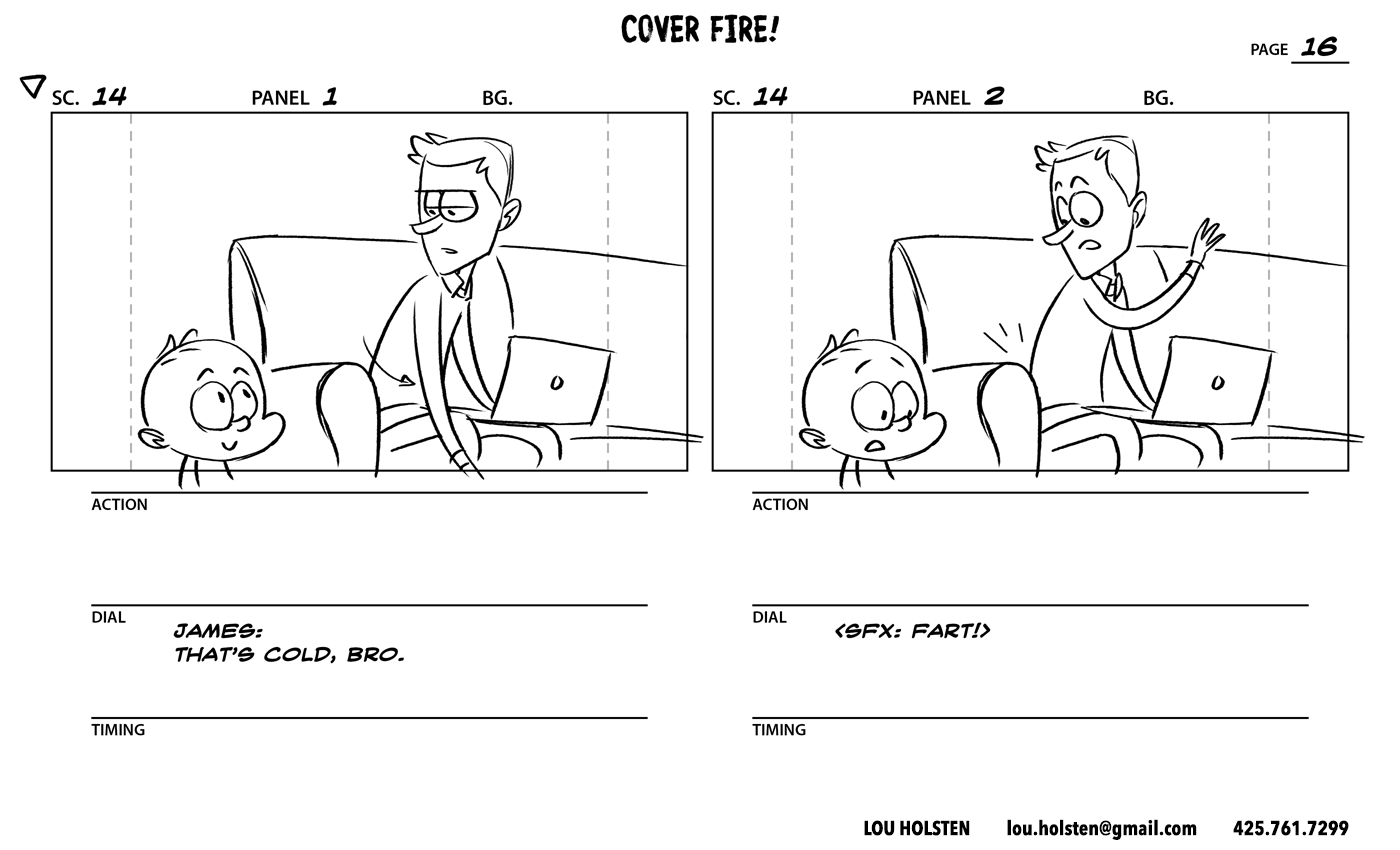 COVER FIRE!
PAGE 16
SC. 14 PANEL 1 BG.
SC. 14 PANEL 2 BG.
ACTION
DIAL
JAMES:
THAT'S COLD, BRO.
TIMING
ACTION
DIAL
<SFX: FART!>
TIMING
LOU HOLSTEN lou.holsten@gmail.com 425.761.7299